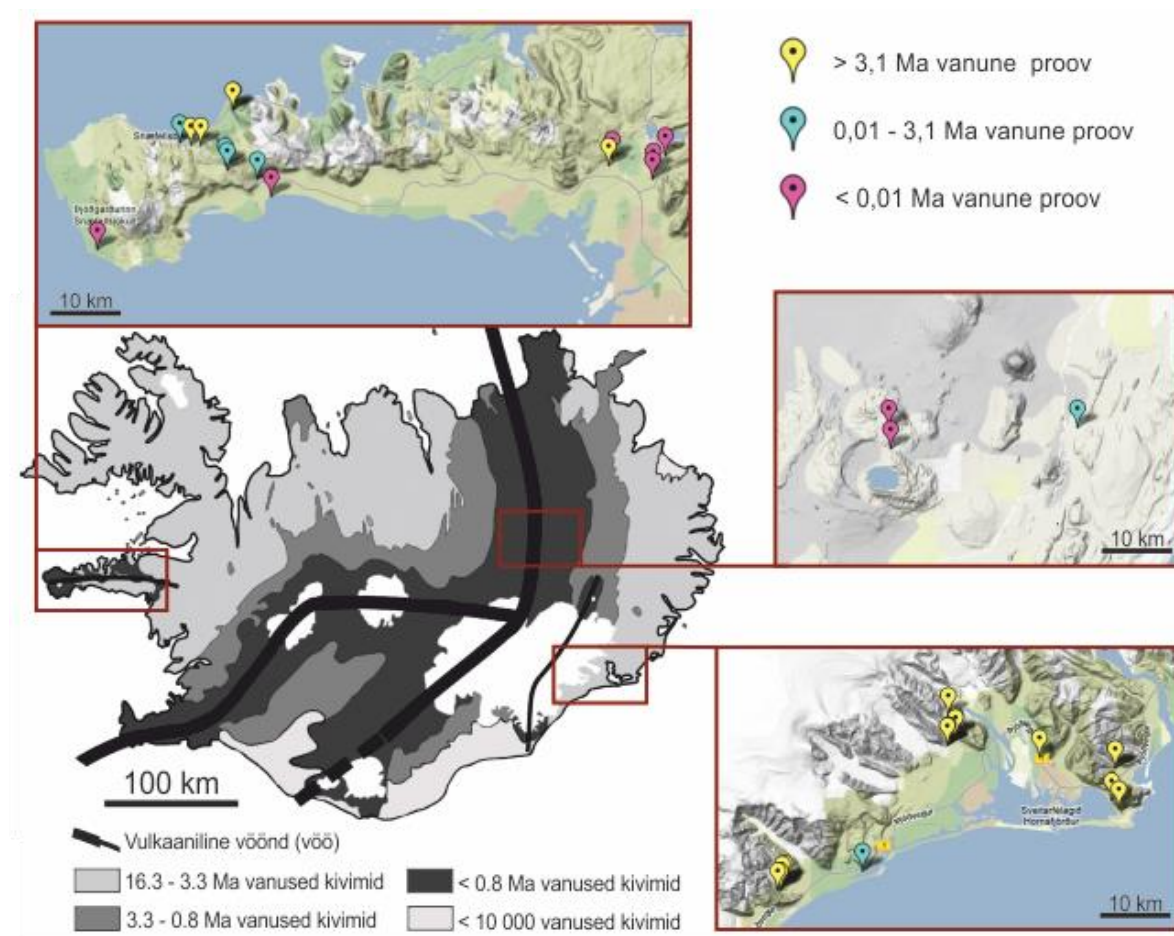 > 3,1 Ma vanune proov
0,01 - 3,1 Ma vanune proov
< 0,01 Ma vanune proov
10 km
10 km
100 km
Vulkaaniline vöönd (vöö)
16.3 - 3.3 Ma vanused kivimid
3.3 - 0.8 Ma vanused kivimid
< 0.8 Ma vanused kivimid
< 10 000 vanused kivimid
Sveitarfélagið
Hornafjörður
10 km